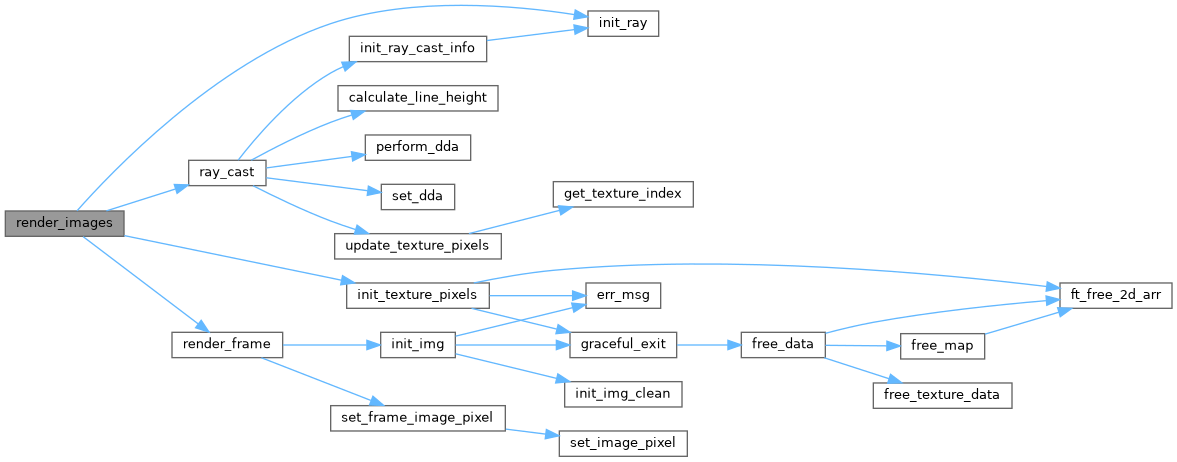 init_ray
init_ray_cast_info
calculate_line_height
perform_dda
ray_cast
set_dda
get_texture_index
render_images
update_texture_pixels
init_texture_pixels
err_msg
ft_free_2d_arr
render_frame
init_img
graceful_exit
free_data
free_map
init_img_clean
free_texture_data
set_frame_image_pixel
set_image_pixel